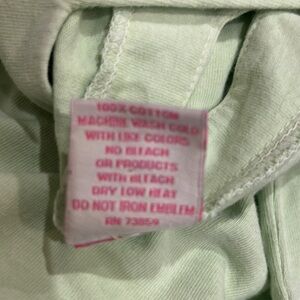 100% COTTON
MACHINE WASH COLD
WITH LIKE COLORS
NO BLEACH
OR PRODUCTS
WITH BLEACH
DRY LOW HEAT
DO NOT IRON EMBLEM
RN 73859